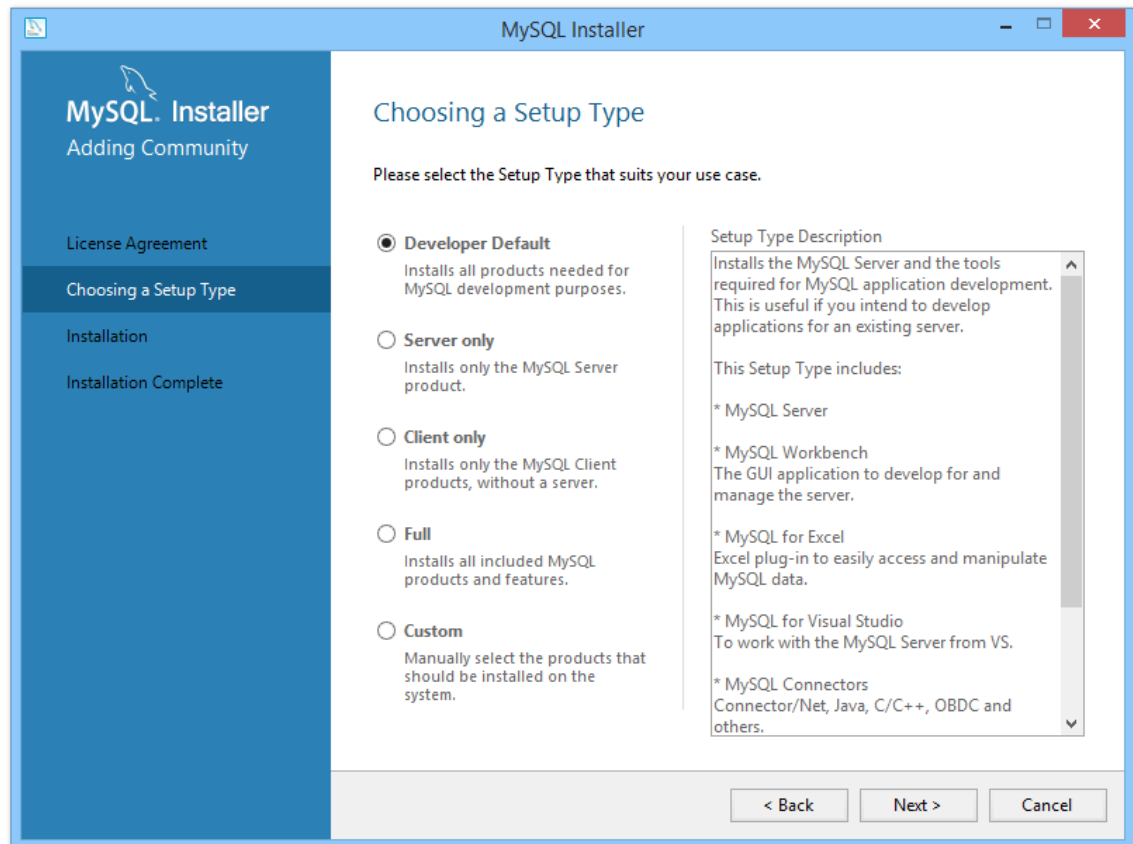 MySQL Installer
MySQL. Installer
Adding Community
License Agreement
Choosing a Setup Type
Installation
Installation Complete
Choosing a Setup Type
Please select the Setup Type that suits your use case.
Developer Default
Installs all products needed for
MySQL development purposes.
Server only
Installs only the MySQL Server
product.
Client only
Installs only the MySQL Client
products, without a server.
Full
Installs all included MySQL
products and features.
Custom
Manually select the products that
should be installed on the
system.
Setup Type Description
Installs the MySQL Server and the tools
required for MySQL application development.
This is useful if you intend to develop
applications for an existing server.
This Setup Type includes:
* MySQL Server
* MySQL Workbench
The GUI application to develop for and
manage the server.
* MySQL for Excel
Excel plug-in to easily access and manipulate
MySQL data.
* MySQL for Visual Studio
To work with the MySQL Server from VS.
* MySQL Connectors
Connector/Net, Java, C/C++, OBDC and
others.
< Back
Next >
Cancel